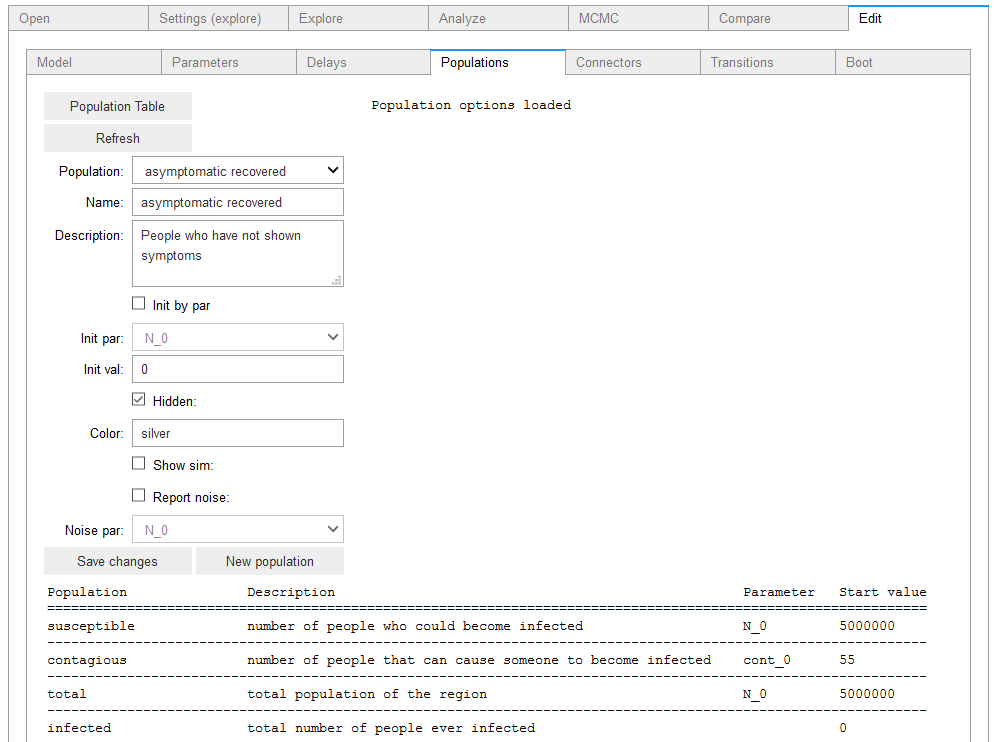 Open Settings (explore) Explore Analyze MCMC Compare Edit
Model Parameters Delays Populations Connectors Transitions Boot
Population Table Population options loaded
Refresh
Population: asymptomatic recovered
Name: asymptomatic recovered
Description: People who have not shown
symptoms
Init by par
Init par: N_0
Init val: 0
Hidden:
Color: silver
Show sim:
Report noise:
Noise par: N_0
Save changes New population
Population Description Parameter Start value
==============================================================================================================
susceptible number of people who could become infected N_0 5000000
--------------------------------------------------------------------------------------------------------------
contagious number of people that can cause someone to become infected cont_0 55
--------------------------------------------------------------------------------------------------------------
total total population of the region N_0 5000000
--------------------------------------------------------------------------------------------------------------
infected total number of people ever infected 0